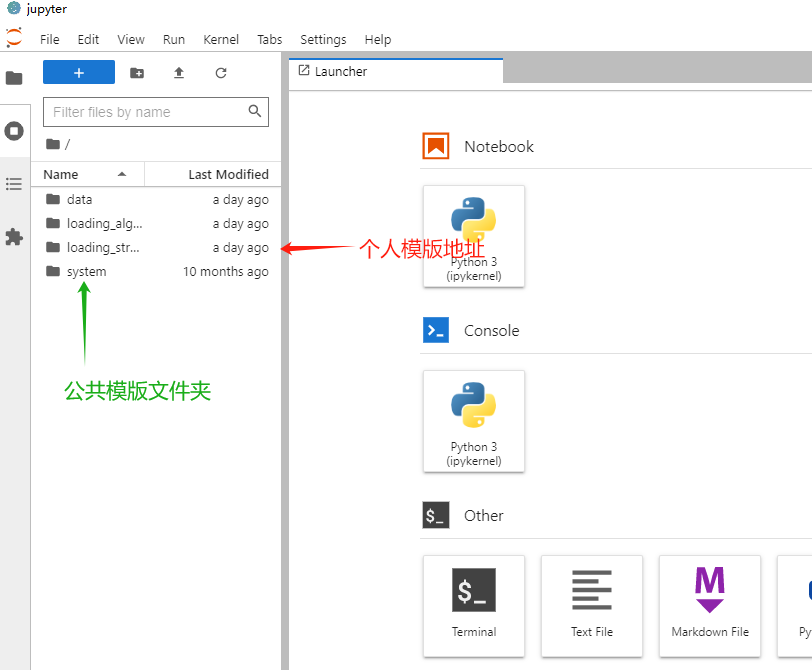 jupyter
File Edit View Run Kernel Tabs Settings Help
+
Launcher
Filter files by name
/
Name Last Modified
data a day ago
loading_alg... a day ago
loading_str... a day ago
system 10 months ago
个人模版地址
公共模版文件夹
Notebook
Python 3
(ipykernel)
Console
Python 3
(ipykernel)
$_ Other
$_
Terminal
Text File
M
Markdown File
Py